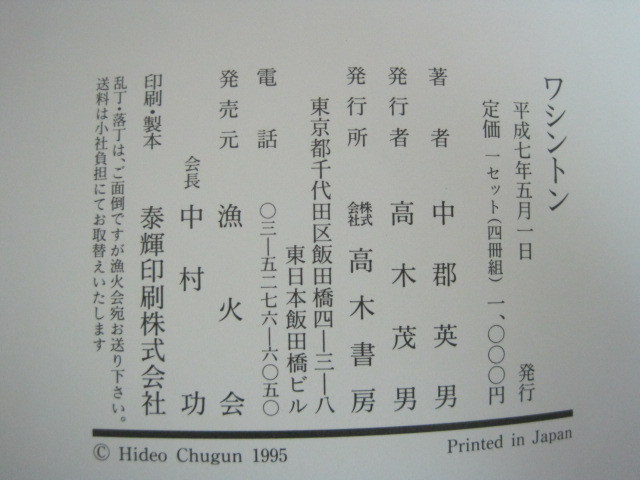 ワシントン
平成七年五月一日 発行
定価 一セット(四冊組) 一、〇〇〇円
著者 中郡英男
発行者 高木茂男
発行所 株式会社 高木書房
東京都千代田区飯田橋四―三―八
東日本飯田橋ビル
電話 〇三―五二七六―六〇五〇
発売元 漁火会
会長 中村功
印刷・製本 泰輝印刷株式会社
乱丁・落丁は、ご面倒ですが漁火会宛お送り下さい。
送料は小社負担にてお取替えいたします
© Hideo Chugun 1995 Printed in Japan